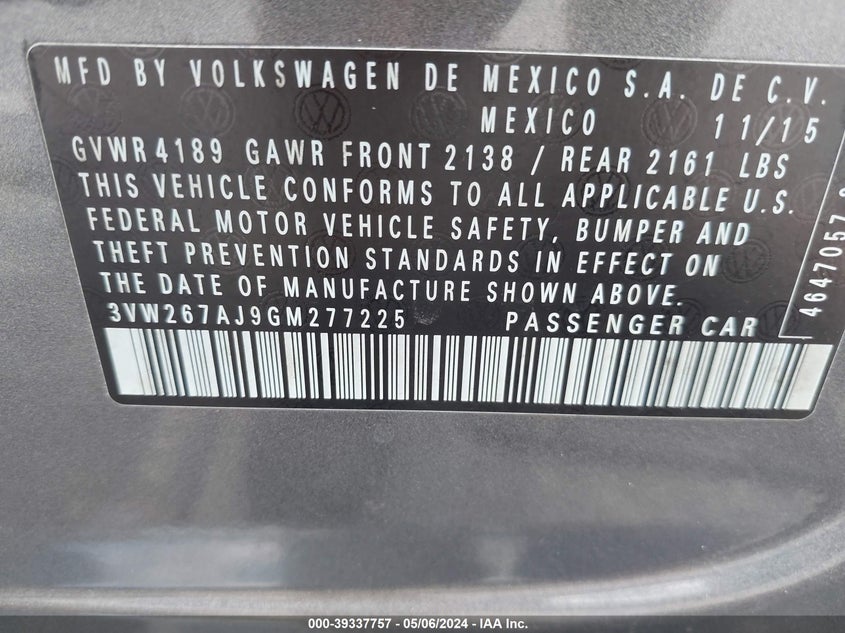 MFD BY VOLKSWAGEN DE MEXICO S.A. DE C.V.
MEXICO 11/15
GVWR 4189 GAWR FRONT 2138 / REAR 2161 LBS
THIS VEHICLE CONFORMS TO ALL APPLICABLE U.S.
FEDERAL MOTOR VEHICLE SAFETY, BUMPER AND
THEFT PREVENTION STANDARDS IN EFFECT ON
THE DATE OF MANUFACTURE SHOWN ABOVE.
3VW267AJ9GM277225 PASSENGER CAR
4647057
000-39337757 - 05/06/2024 - IAA Inc.